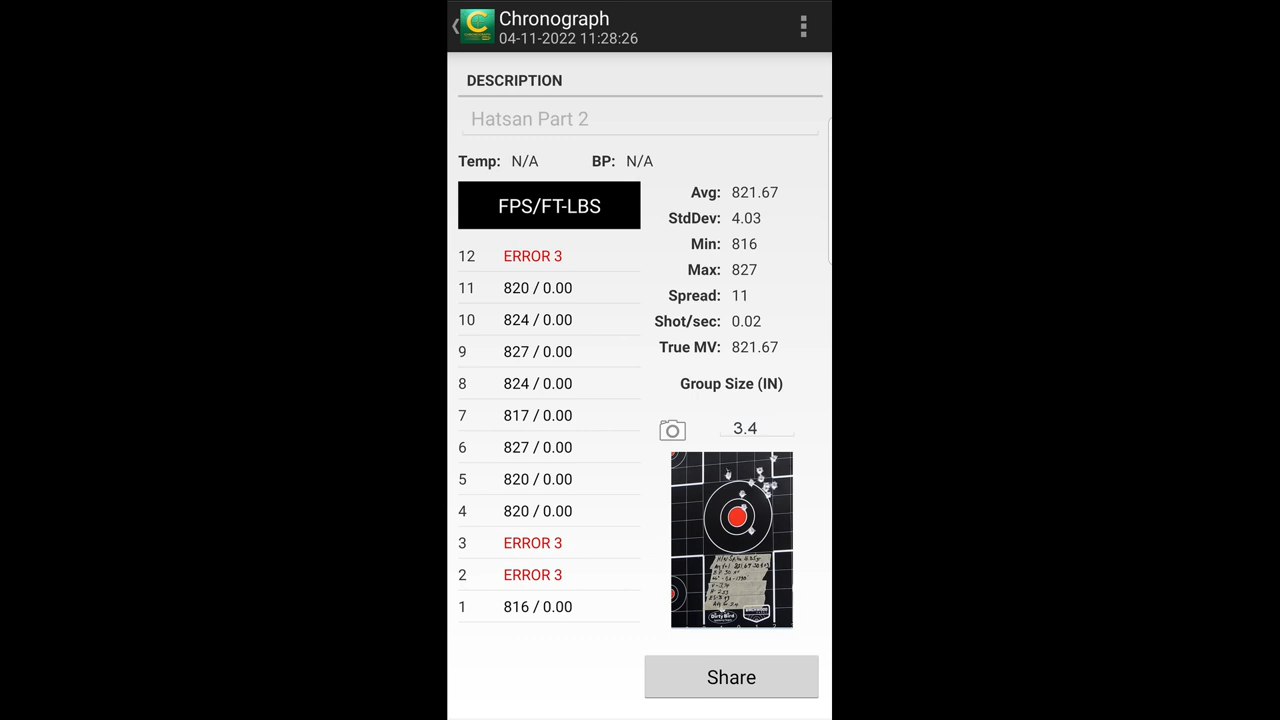 Chronograph
04-11-2022 11:28:26
DESCRIPTION
Hatsan Part 2
Temp: N/A BP: N/A
FPS/FT-LBS
12 ERROR 3
11 820 / 0.00
10 824 / 0.00
9 827 / 0.00
8 824 / 0.00
7 817 / 0.00
6 827 / 0.00
5 820 / 0.00
4 820 / 0.00
3 ERROR 3
2 ERROR 3
1 816 / 0.00
Avg: 821.67
StdDev: 4.03
Min: 816
Max: 827
Spread: 11
Shot/sec: 0.02
True MV: 821.67
Group Size (IN)
3.4
DirtyBird
Share